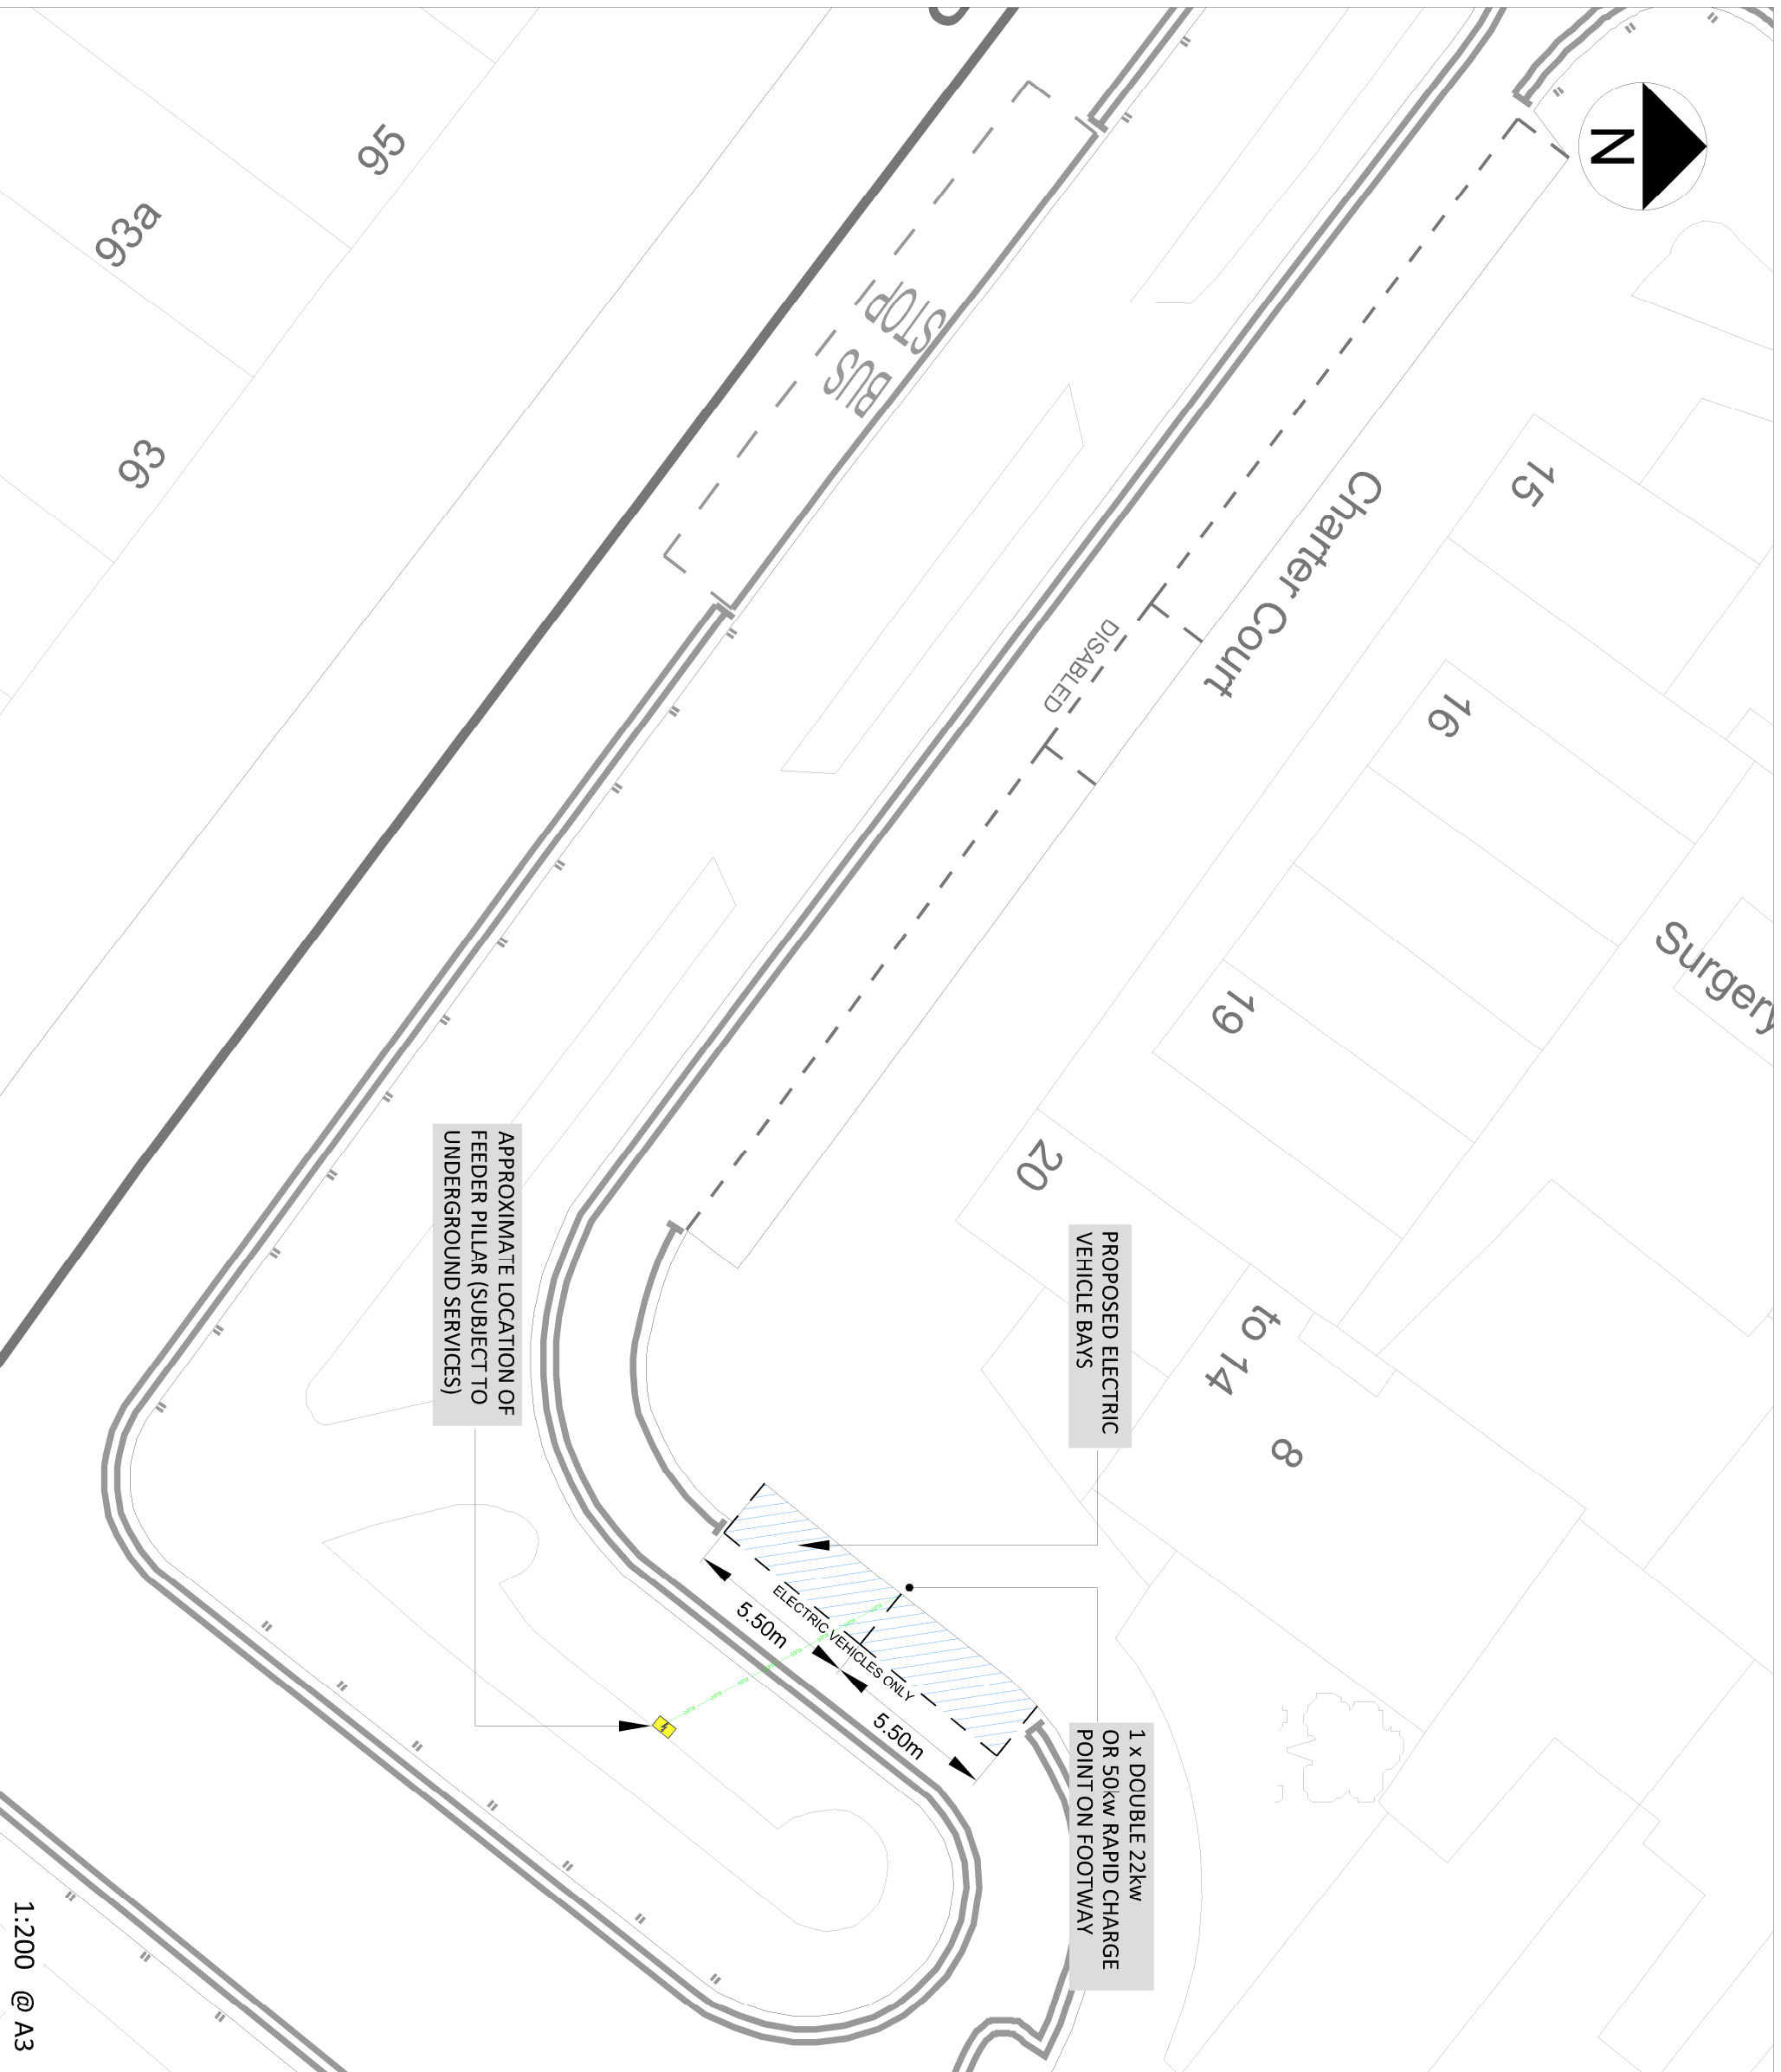 N
95
93a
93
BUS
STOP
DISABLED
Charter Court
15
16
19
20
Surgery
8
to 14
PROPOSED ELECTRIC
VEHICLE BAYS
APPROXIMATE LOCATION OF
FEEDER PILLAR (SUBJECT TO
UNDERGROUND SERVICES)
ELECTRIC VEHICLES ONLY
5.50m
5.50m
1 x DOUBLE 22kw
OR 50kw RAPID CHARGE
POINT ON FOOTWAY
1:200 @ A3